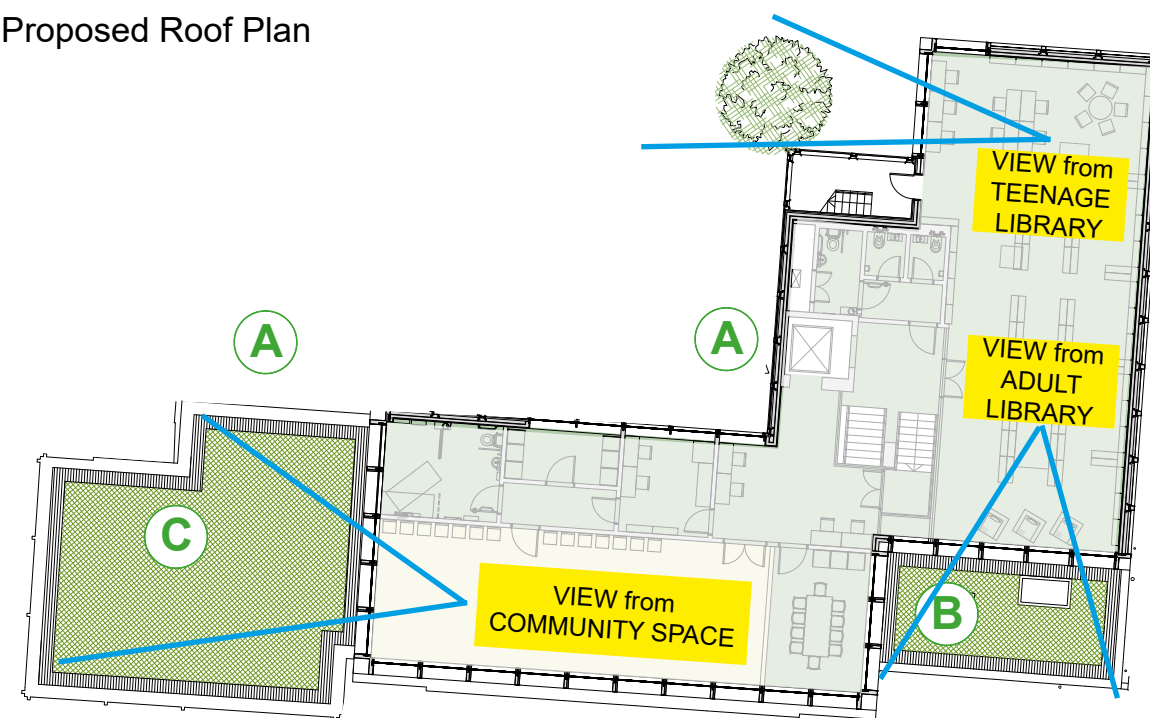 Proposed Roof Plan
VIEW from
TEENAGE
LIBRARY
A
A
VIEW from
ADULT
LIBRARY
C
VIEW from
COMMUNITY SPACE
B